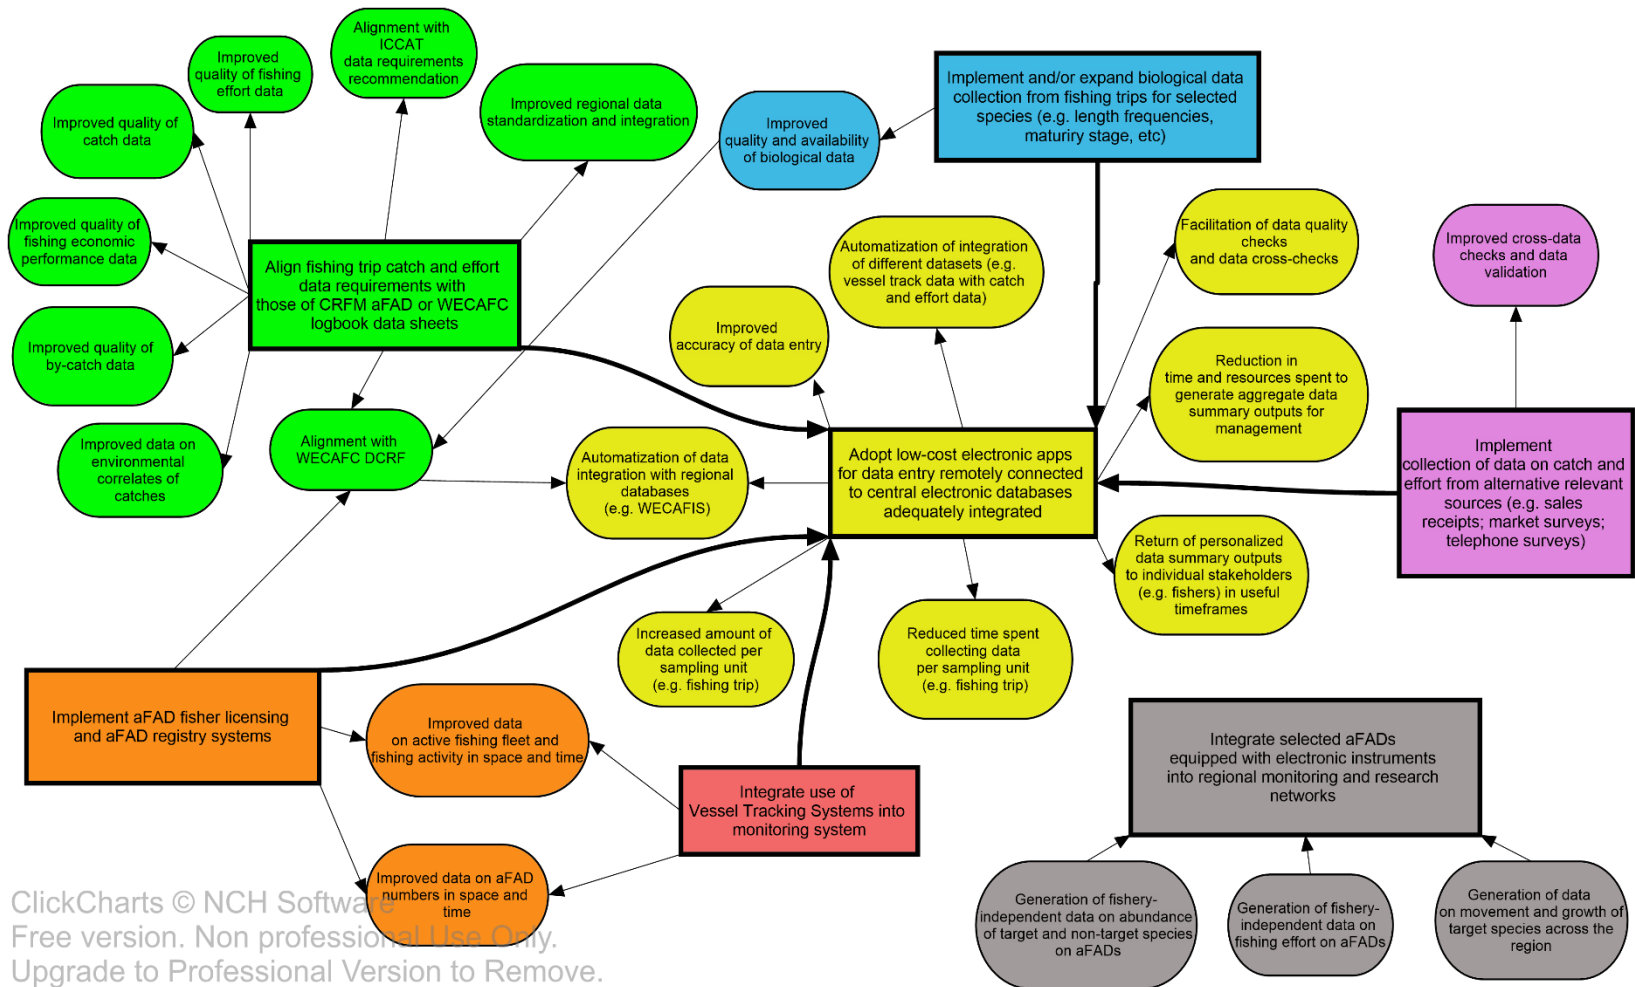 Alignment with
ICCAT
data requirements
recommendation
Improved
quality of fishing
effort data
Improved regional data
standardization and integration
Improved quality of
catch data
Improved quality of
fishing economic
performance data
Align fishing trip catch and effort
data requirements with
those of CRFM aFAD or WECAFC
logbook data sheets
Improved quality of
by-catch data
Improved data on
environmental
correlates of
catches
Alignment with
WECAFC DCRF
Implement and/or expand biological data
collection from fishing trips for selected
species (e.g. length frequencies,
maturiry stage, etc)
Improved
quality and availability
of biological data
Automatization of integration
of different datasets (e.g.
vessel track data with catch
and effort data)
Facilitation of data quality
checks
and data cross-checks
Improved cross-data
checks and data
validation
Improved
accuracy of data entry
Reduction in
time and resources spent to
generate aggregate data
summary outputs for
management
Automatization of data
integration with regional
databases
(e.g. WECAFIS)
Adopt low-cost electronic apps
for data entry remotely connected
to central electronic databases
adequately integrated
Implement
collection of data on catch and
effort from alternative relevant
sources (e.g. sales
receipts; market surveys;
telephone surveys)
Return of personalized
data summary outputs
to individual stakeholders
(e.g. fishers) in useful
timeframes
Increased amount of
data collected per
sampling unit
(e.g. fishing trip)
Reduced time spent
collecting data
per sampling unit
(e.g. fishing trip)
Implement aFAD fisher licensing
and aFAD registry systems
Improved data
on active fishing fleet and
fishing activity in space and time
Integrate use of
Vessel Tracking Systems into
monitoring system
Improved data on aFAD
numbers in space and
time
Integrate selected aFADs
equipped with electronic instruments
into regional monitoring and research
networks
Generation of fishery-
independent data on abundance
of target and non-target species
on aFADs
Generation of fishery-
independent data on
fishing effort on aFADs
Generation of data
on movement and growth of
target species across the
region
ClickCharts © NCH Software
Free version. Non professional Use Only.
Upgrade to Professional Version to Remove.